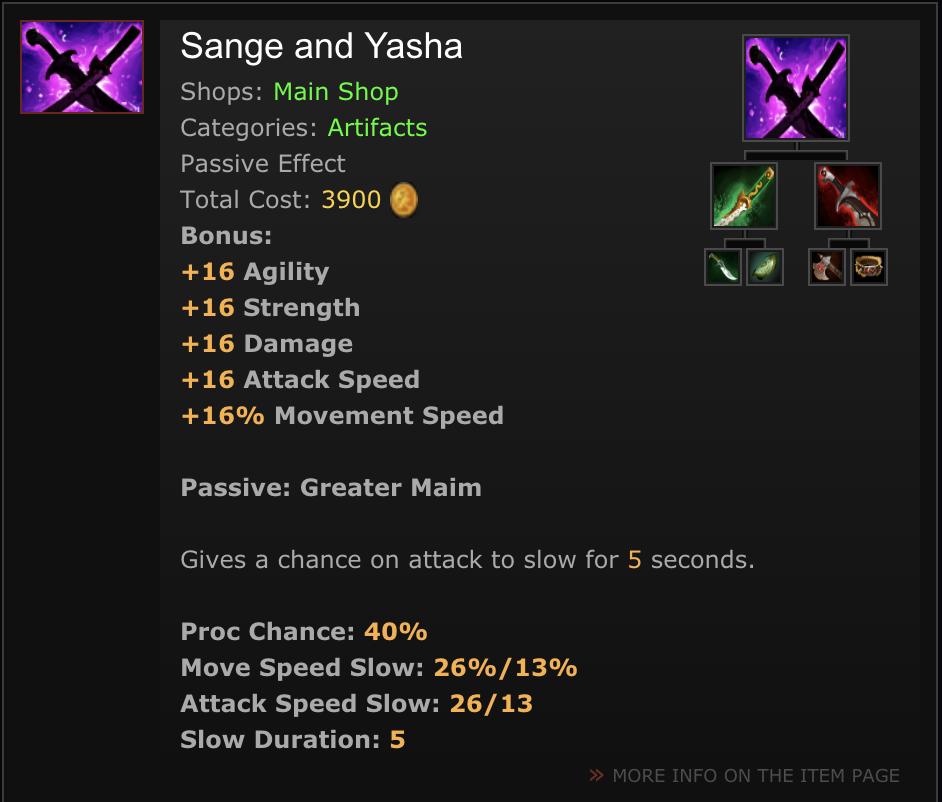 Sange and Yasha
Shops: Main Shop
Categories: Artifacts
Passive Effect
Total Cost: 3900
Bonus:
+16 Agility
+16 Strength
+16 Damage
+16 Attack Speed
+16% Movement Speed
Passive: Greater Maim
Gives a chance on attack to slow for 5 seconds.
Proc Chance: 40%
Move Speed Slow: 26%/13%
Attack Speed Slow: 26/13
Slow Duration: 5
» MORE INFO ON THE ITEM PAGE